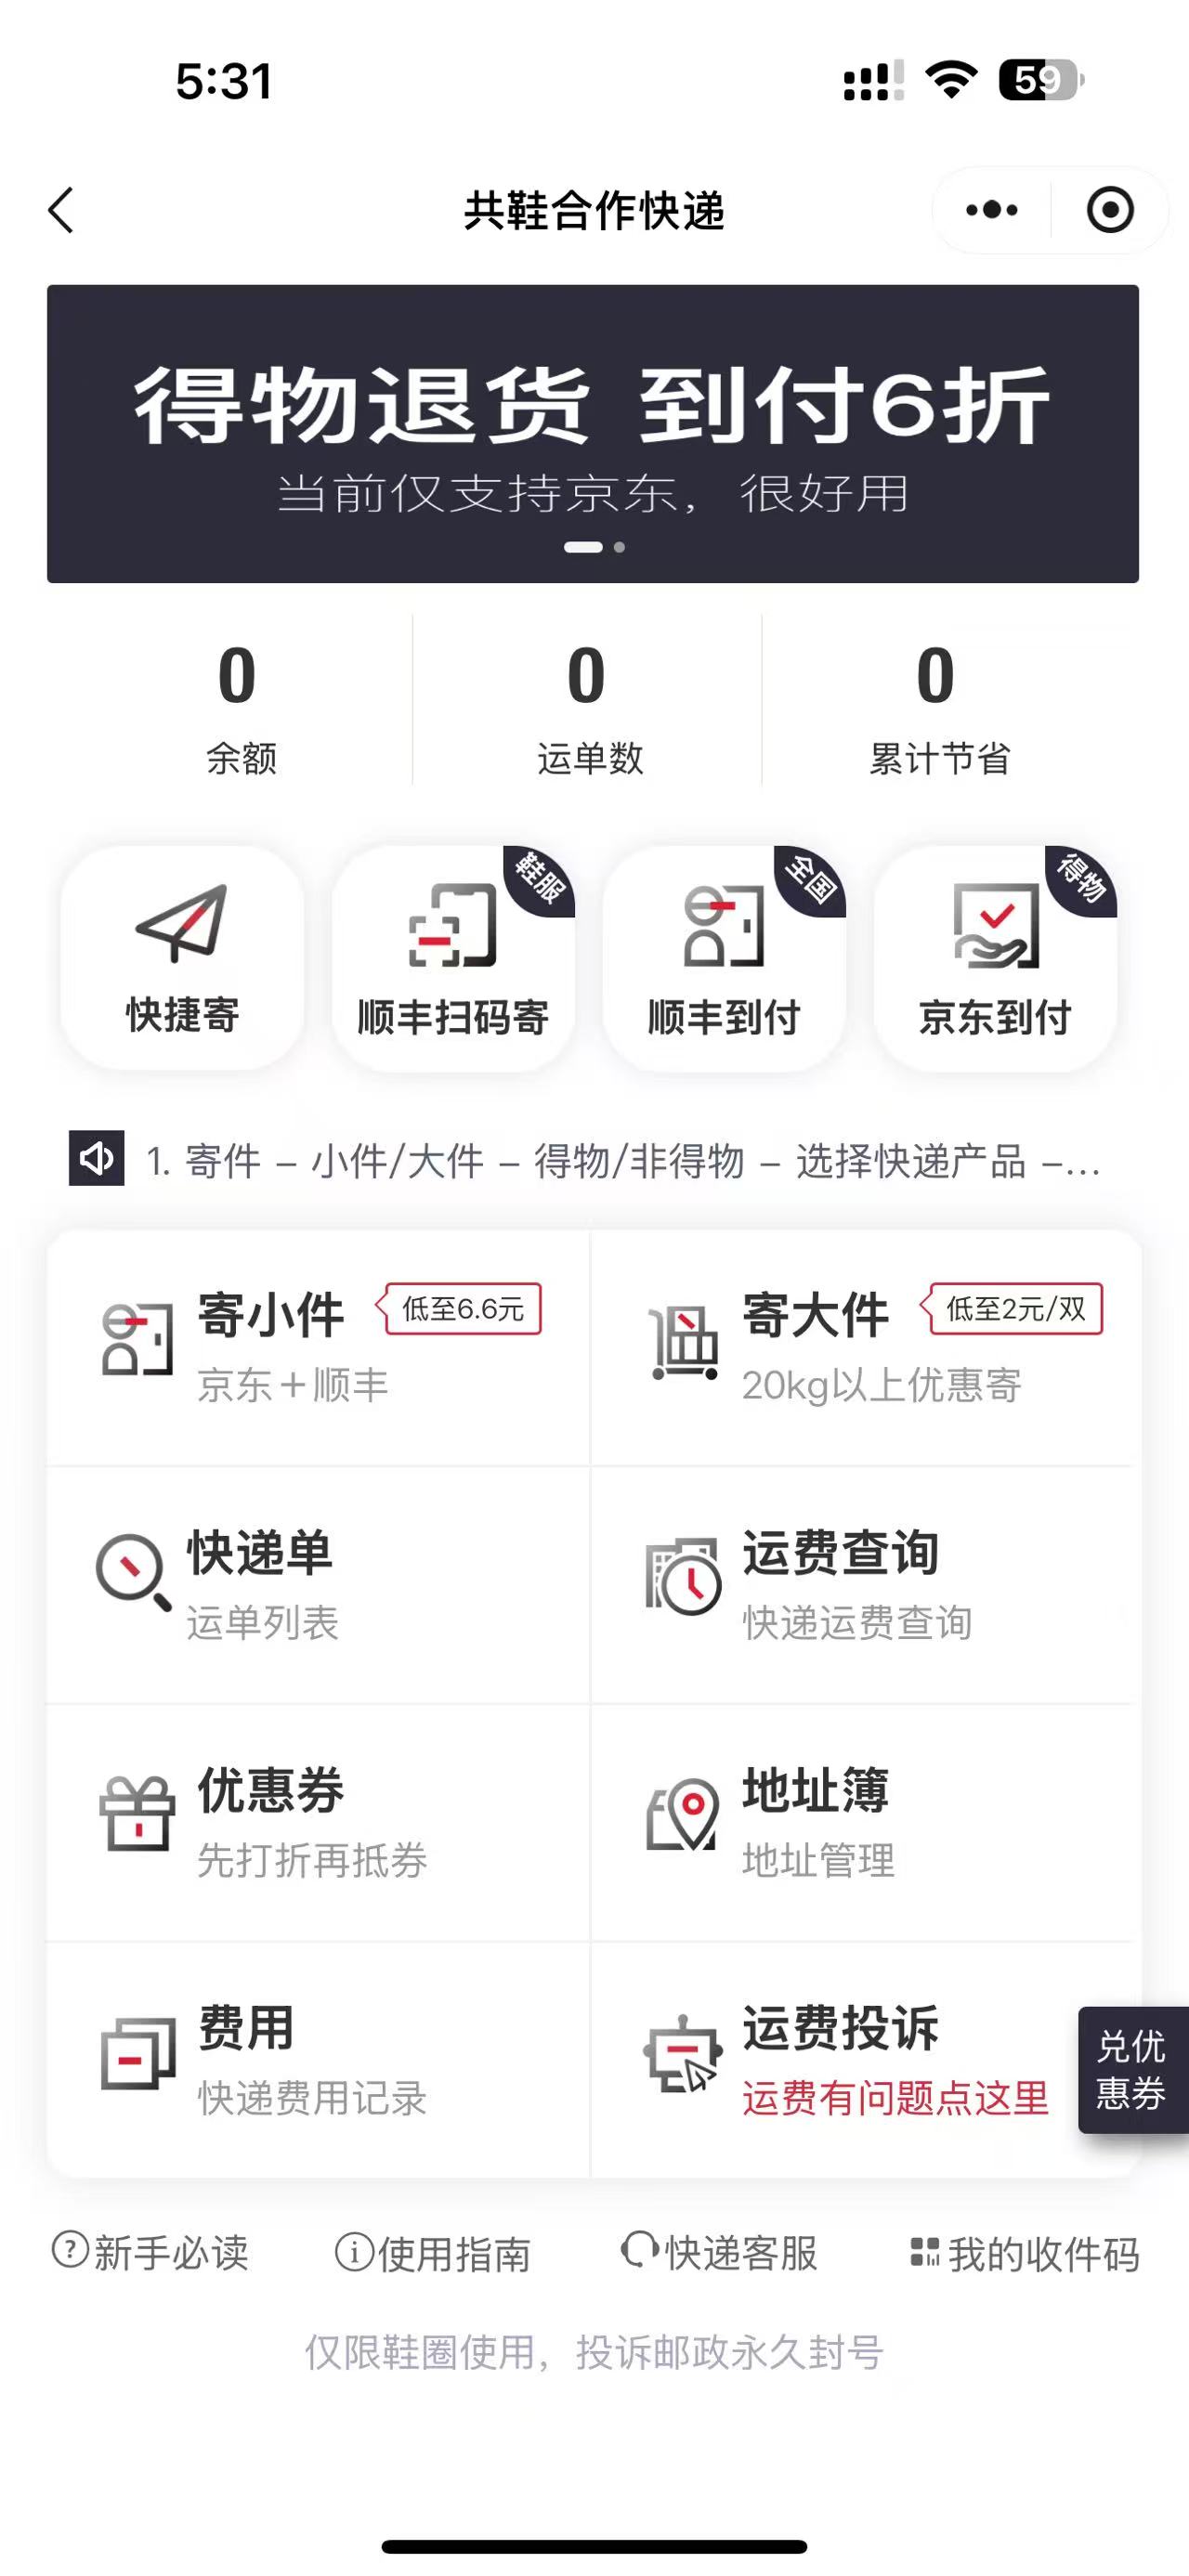 5:31
59
共鞋合作快递
得物退货 到付6折
当前仅支持京东，很好用
0
0
0
余额
运单数
累计节省
鞋服
全国
得物
快捷寄
顺丰扫码寄
顺丰到付
京东到付
1. 寄件 – 小件/大件 – 得物/非得物 – 选择快递产品 –...
寄小件
低至6.6元
京东＋顺丰
寄大件
低至2元/双
20kg以上优惠寄
快递单
运单列表
运费查询
快递运费查询
优惠券
先打折再抵券
地址簿
地址管理
费用
快递费用记录
运费投诉
运费有问题点这里
兑优
惠券
新手必读
使用指南
快递客服
我的收件码
仅限鞋圈使用，投诉邮政永久封号